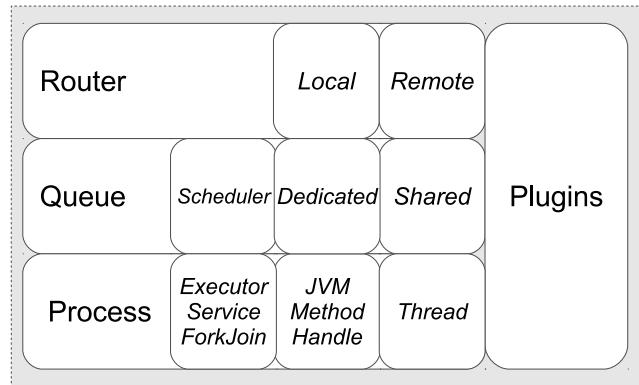 Router
Local
Remote
Queue
Scheduler
Dedicated
Shared
Plugins
Process
Executor
Service
ForkJoin
JVM
Method
Handle
Thread